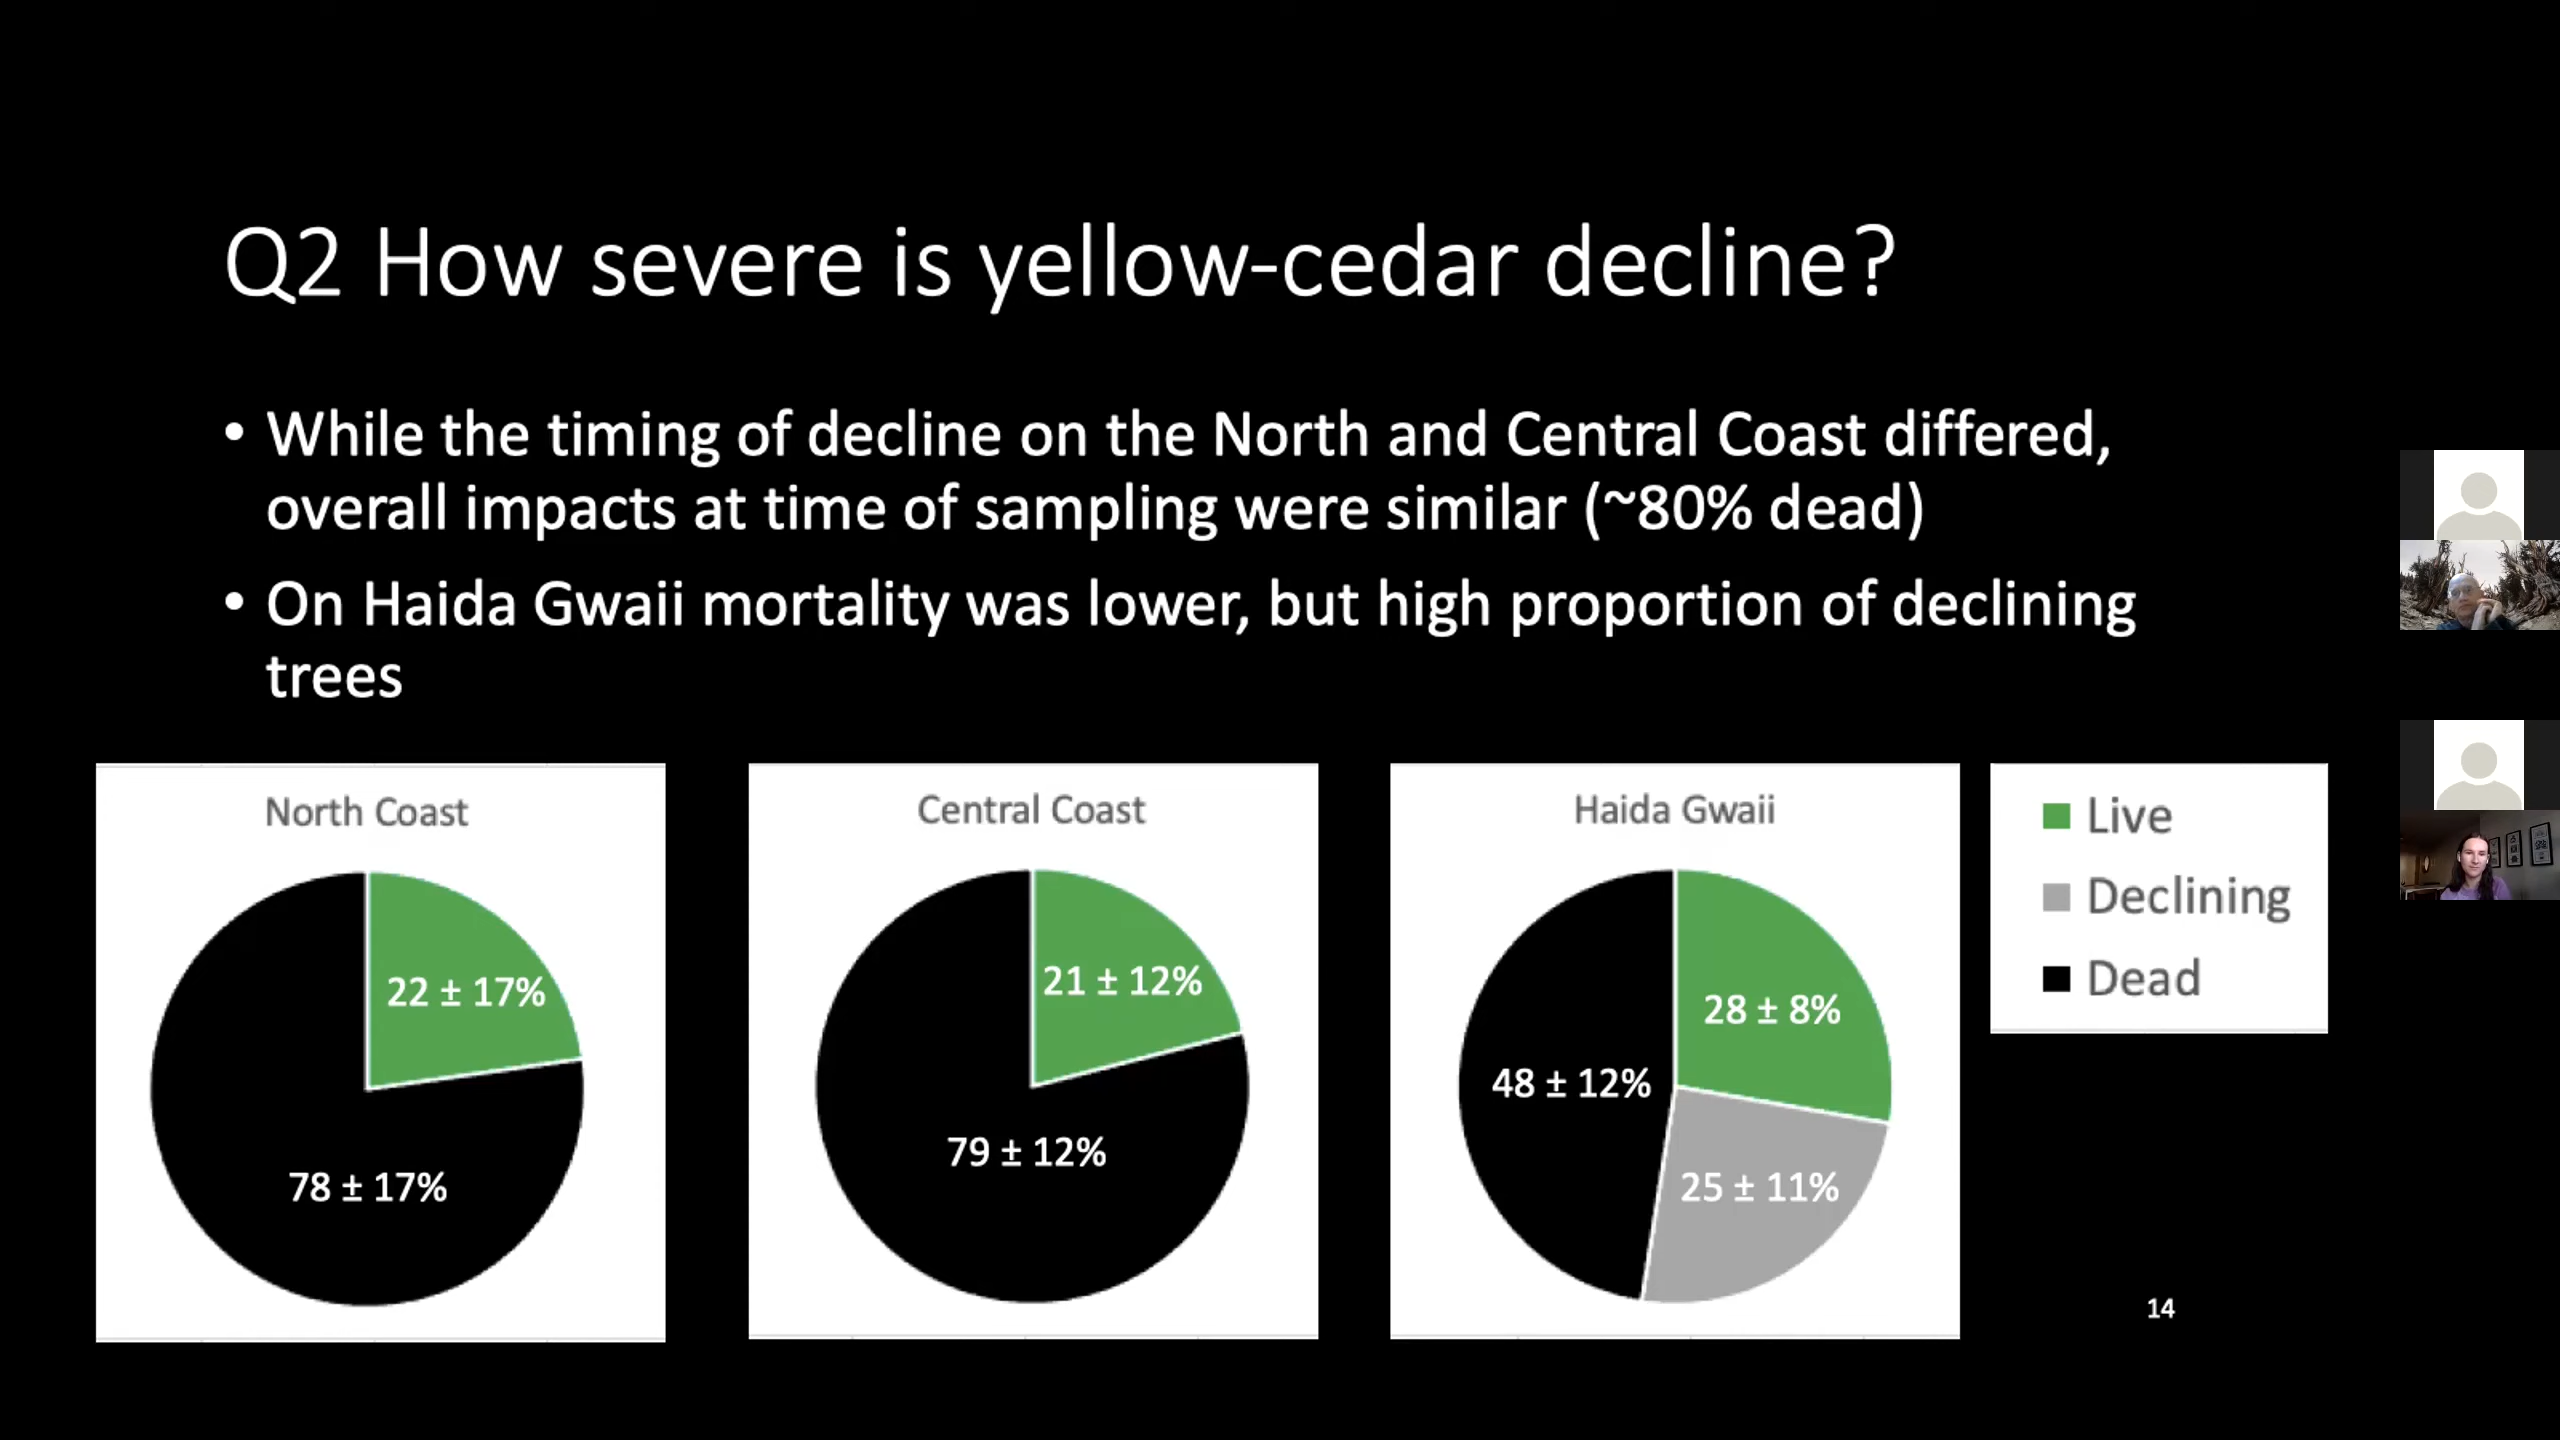 Q2 How severe is yellow-cedar decline?
• While the timing of decline on the North and Central Coast differed,
overall impacts at time of sampling were similar (~80% dead)
• On Haida Gwaii mortality was lower, but high proportion of declining
trees
North Coast
22 ± 17%
78 ± 17%
Central Coast
21 ± 12%
79 ± 12%
Haida Gwaii
28 ± 8%
48 ± 12%
25 ± 11%
Live
Declining
Dead
14